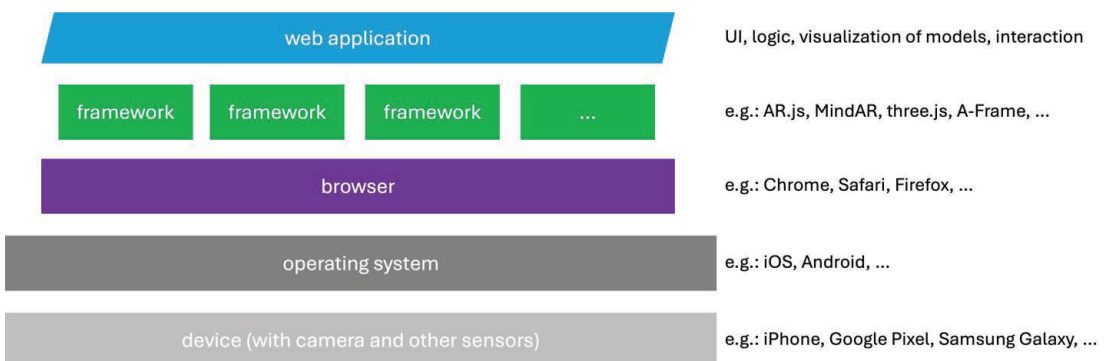 web application
UI, logic, visualization of models, interaction
framework
framework
framework
...
e.g.: AR.js, MindAR, three.js, A-Frame, ...
browser
e.g.: Chrome, Safari, Firefox, ...
operating system
e.g.: iOS, Android, ...
device (with camera and other sensors)
e.g.: iPhone, Google Pixel, Samsung Galaxy, ...